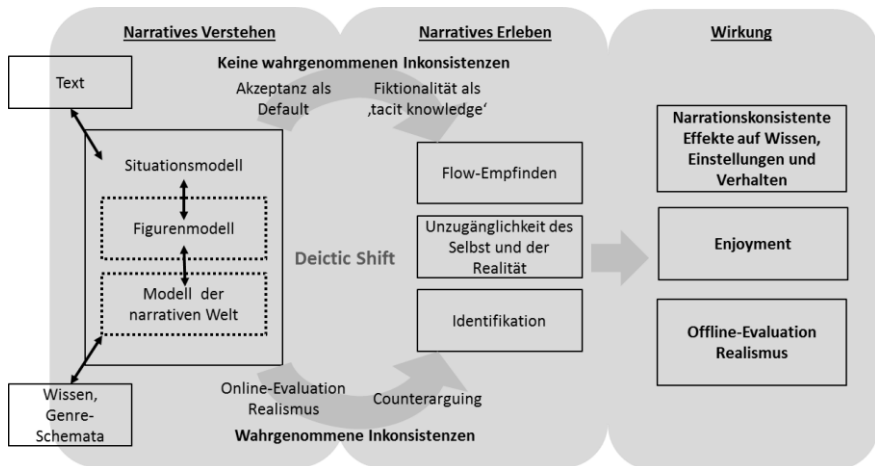 Narratives Verstehen
Narratives Erleben
Wirkung
Keine wahrgenommenen Inkonsistenzen
Text
Akzeptanz als
Default
Fiktionalität als
‚tacit knowledge‘
Situationsmodell
Figurenmodell
Modell der
narrativen Welt
Deictic Shift
Flow-Empfinden
Unzugänglichkeit des
Selbst und der
Realität
Identifikation
Narrationskonsistente
Effekte auf Wissen,
Einstellungen und
Verhalten
Enjoyment
Offline-Evaluation
Realismus
Wissen,
Genre-
Schemata
Online-Evaluation
Realismus
Counterarguing
Wahrgenommene Inkonsistenzen